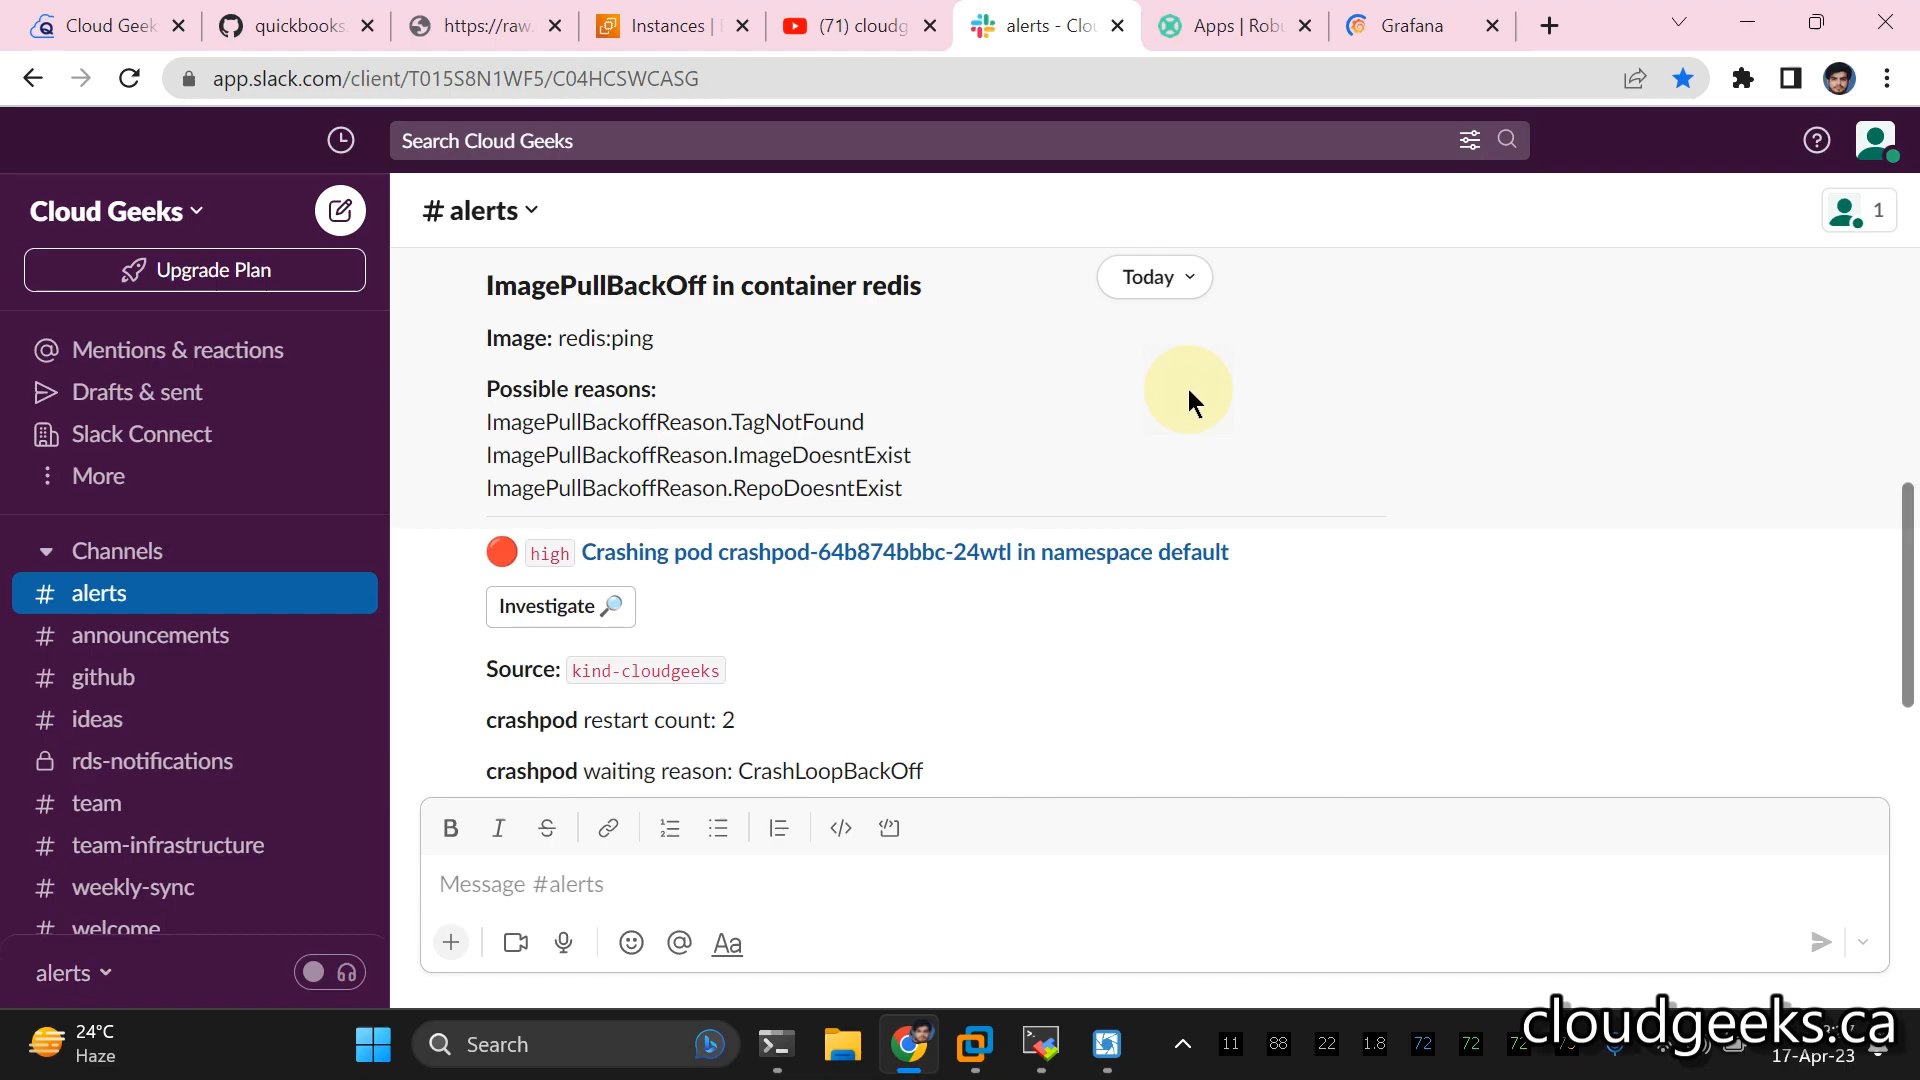 Cloud Geek
quickbooks
https://raw.
Instances |
(71) cloudg
alerts - Clo
Apps | Rob
Grafana
app.slack.com/client/T015S8N1WF5/C04HCSWCASG
Search Cloud Geeks
Cloud Geeks
# alerts
1
Upgrade Plan
ImagePullBackOff in container redis
Today
Image: redis:ping
Mentions & reactions
Drafts & sent
Slack Connect
More
Possible reasons:
ImagePullBackoffReason.TagNotFound
ImagePullBackoffReason.ImageDoesntExist
ImagePullBackoffReason.RepoDoesntExist
Channels
# alerts
# announcements
# github
# ideas
rds-notifications
# team
# team-infrastructure
# weekly-sync
# welcome
alerts
high Crashing pod crashpod-64b874bbbc-24wtl in namespace default
Investigate
Source: kind-cloudgeeks
crashpod restart count: 2
crashpod waiting reason: CrashLoopBackOff
Message #alerts
Aa
24°C
Haze
Search
11 88 22 1.8 72 72 72
cloudgeeks.ca
17-Apr-23